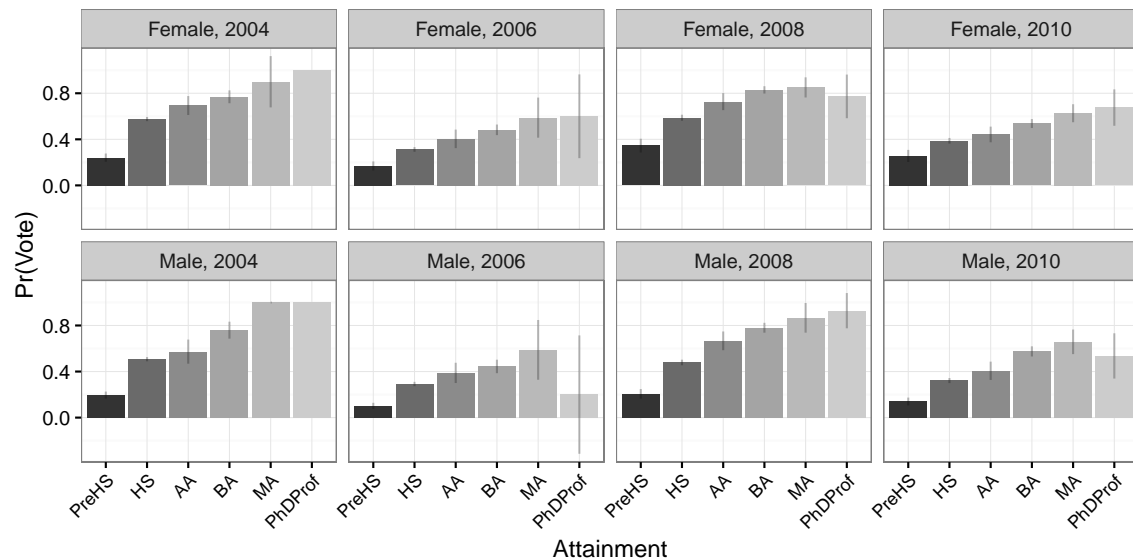 Female, 2004 Female, 2006 Female, 2008 Female, 2010
0.8
0.4
0.0
Pr(Vote)
Male, 2004 Male, 2006 Male, 2008 Male, 2010
0.8
0.4
0.0
PreHS HS AA BA MA PhDProf PreHS HS AA BA MA PhDProf PreHS HS AA BA MA PhDProf PreHS HS AA BA MA PhDProf
Attainment